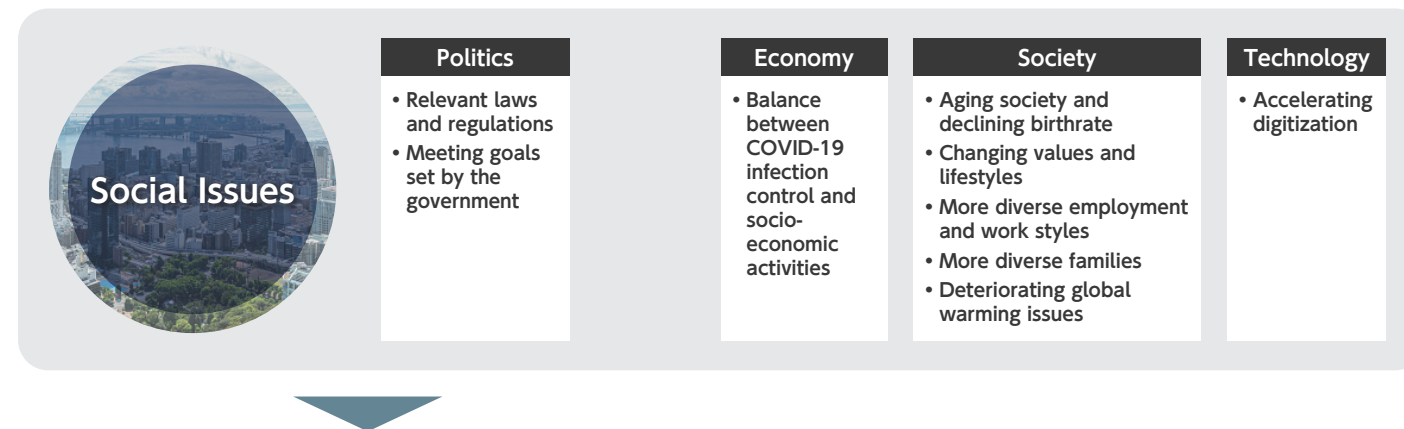 Social Issues
Politics
• Relevant laws
and regulations
• Meeting goals
set by the
government
Economy
• Balance
between
COVID-19
infection
control and
socio-
economic
activities
Society
• Aging society and
declining birthrate
• Changing values and
lifestyles
• More diverse employment
and work styles
• More diverse families
• Deteriorating global
warming issues
Technology
• Accelerating
digitization